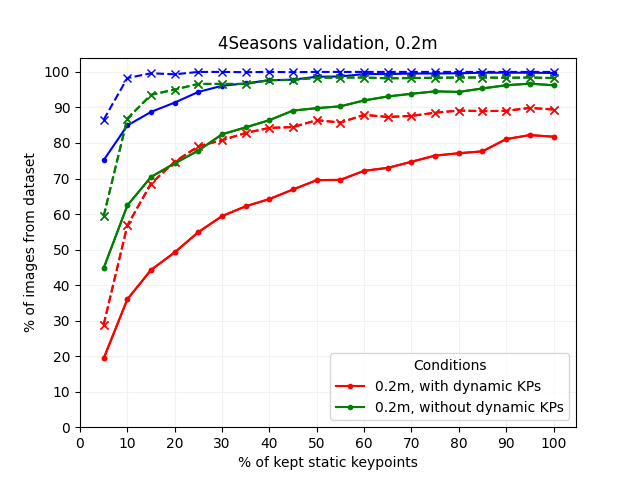 4Seasons validation, 0.2m
% of images from dataset
100
90
80
70
60
50
40
30
20
10
0
0 10 20 30 40 50 60 70 80 90 100
% of kept static keypoints
Conditions
0.2m, with dynamic KPs
0.2m, without dynamic KPs